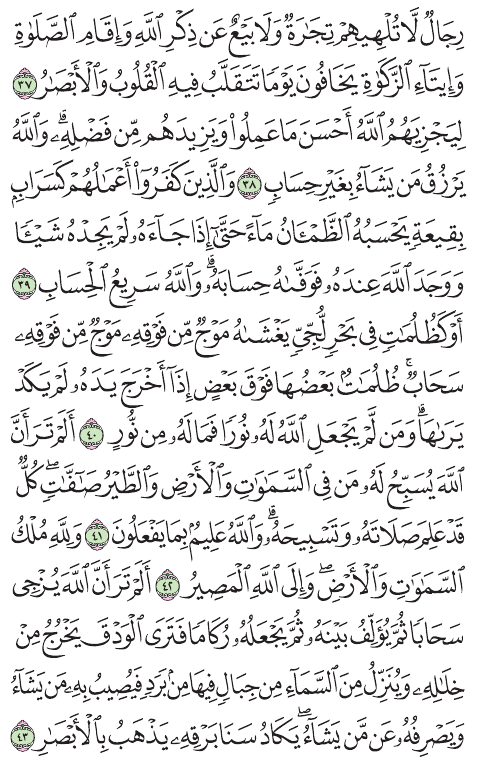 رِجَالٌ لَّا تُلْهِيهِمْ تِجَٰرَةٌ وَلَا بَيْعٌ عَن ذِكْرِ ٱللَّهِ وَإِقَامِ ٱلصَّلَوٰةِ
وَإِيتَآءِ ٱلزَّكَوٰةِ يَخَافُونَ يَوْمًا تَتَقَلَّبُ فِيهِ ٱلْقُلُوبُ وَٱلْأَبْصَٰرُ ٣٧
لِيَجْزِيَهُمُ ٱللَّهُ أَحْسَنَ مَا عَمِلُوا۟ وَيَزِيدَهُم مِّن فَضْلِهِۦ ۗ وَٱللَّهُ
يَرْزُقُ مَن يَشَآءُ بِغَيْرِ حِسَابٍ ٣٨ وَٱلَّذِينَ كَفَرُوٓا۟ أَعْمَٰلُهُمْ كَسَرَابٍۭ
بِقِيعَةٍ يَحْسَبُهُ ٱلظَّمْـَٔانُ مَآءً حَتَّىٰٓ إِذَا جَآءَهُۥ لَمْ يَجِدْهُ شَيْـًٔا
وَوَجَدَ ٱللَّهَ عِندَهُۥ فَوَفَّىٰهُ حِسَابَهُۥ ۗ وَٱللَّهُ سَرِيعُ ٱلْحِسَابِ ٣٩
أَوْ كَظُلُمَٰتٍ فِى بَحْرٍ لُّجِّىٍّ يَغْشَىٰهُ مَوْجٌ مِّن فَوْقِهِۦ مَوْجٌ مِّن فَوْقِهِۦ
سَحَابٌ ۚ ظُلُمَٰتٌۢ بَعْضُهَا فَوْقَ بَعْضٍ إِذَآ أَخْرَجَ يَدَهُۥ لَمْ يَكَدْ
يَرَىٰهَا ۗ وَمَن لَّمْ يَجْعَلِ ٱللَّهُ لَهُۥ نُورًا فَمَا لَهُۥ مِن نُّورٍ ٤٠ أَلَمْ تَرَ أَنَّ
ٱللَّهَ يُسَبِّحُ لَهُۥ مَن فِى ٱلسَّمَٰوَٰتِ وَٱلْأَرْضِ وَٱلطَّيْرُ صَٰٓفَّٰتٍ ۖ كُلٌّ
قَدْ عَلِمَ صَلَاتَهُۥ وَتَسْبِيحَهُۥ ۗ وَٱللَّهُ عَلِيمٌۢ بِمَا يَفْعَلُونَ ٤١ وَلِلَّهِ مُلْكُ
ٱلسَّمَٰوَٰتِ وَٱلْأَرْضِ ۖ وَإِلَى ٱللَّهِ ٱلْمَصِيرُ ٤٢ أَلَمْ تَرَ أَنَّ ٱللَّهَ يُزْجِى
سَحَابًا ثُمَّ يُؤَلِّفُ بَيْنَهُۥ ثُمَّ يَجْعَلُهُۥ رُكَامًا فَتَرَى ٱلْوَدْقَ يَخْرُجُ مِنْ
خِلَٰلِهِۦ وَيُنَزِّلُ مِنَ ٱلسَّمَآءِ مِن جِبَالٍ فِيهَا مِنۢ بَرَدٍ فَيُصِيبُ بِهِۦ مَن يَشَآءُ
وَيَصْرِفُهُۥ عَن مَّن يَشَآءُ ۖ يَكَادُ سَنَا بَرْقِهِۦ يَذْهَبُ بِٱلْأَبْصَٰرِ ٤٣